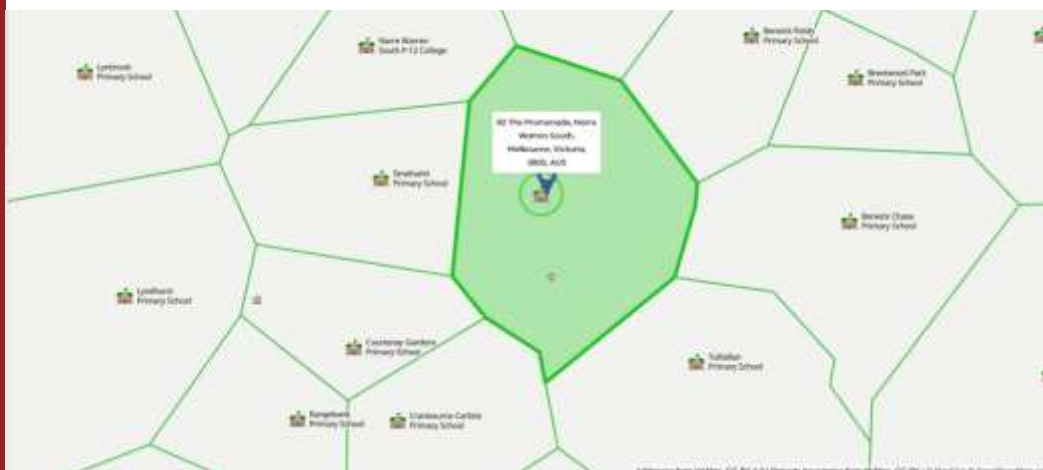 Narre Warren
South P-12 College
Berwick Fields
Primary School
Lynbrook
Primary School
Brentwood Park
Primary School
The Promenade, Narre
Warren South,
Melbourne, Victoria
3805, AUS
Primary School
Berwick Chase
Primary School
Lyndhurst
Primary School
Courtenay Gardens
Primary School
Tulliallan
Primary School
Rangebank
Primary School
Cranbourne Carlisle
Primary School